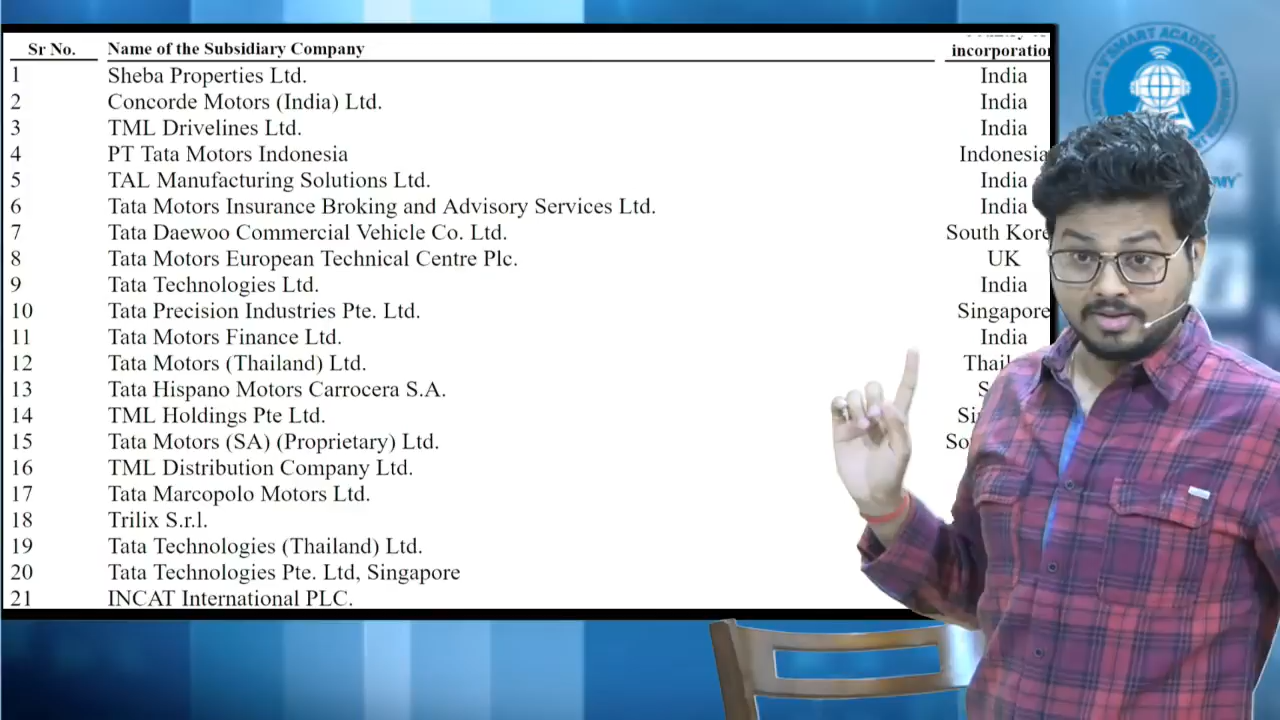 Sr No. Name of the Subsidiary Company incorporation
1 Sheba Properties Ltd. India
2 Concorde Motors (India) Ltd. India
3 TML Drivelines Ltd. India
4 PT Tata Motors Indonesia Indonesia
5 TAL Manufacturing Solutions Ltd. India
6 Tata Motors Insurance Broking and Advisory Services Ltd. India
7 Tata Daewoo Commercial Vehicle Co. Ltd. South Kore
8 Tata Motors European Technical Centre Plc. UK
9 Tata Technologies Ltd. India
10 Tata Precision Industries Pte. Ltd. Singapore
11 Tata Motors Finance Ltd. India
12 Tata Motors (Thailand) Ltd.
13 Tata Hispano Motors Carrocera S.A.
14 TML Holdings Pte Ltd.
15 Tata Motors (SA) (Proprietary) Ltd.
16 TML Distribution Company Ltd.
17 Tata Marcopolo Motors Ltd.
18 Trilix S.r.l.
19 Tata Technologies (Thailand) Ltd.
20 Tata Technologies Pte. Ltd, Singapore
21 INCAT International PLC.
SMART ACADEMY